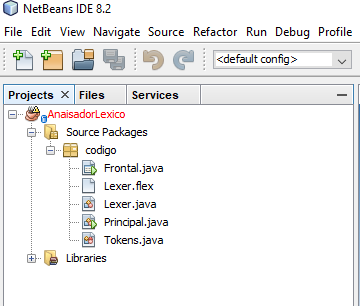 NetBeans IDE 8.2
File Edit View Navigate Source Refactor Run Debug Profile
<default config>
Projects Files Services
AnaisadorLexico
Source Packages
codigo
Frontal.java
Lexer.flex
Lexer.java
Principal.java
Tokens.java
Libraries